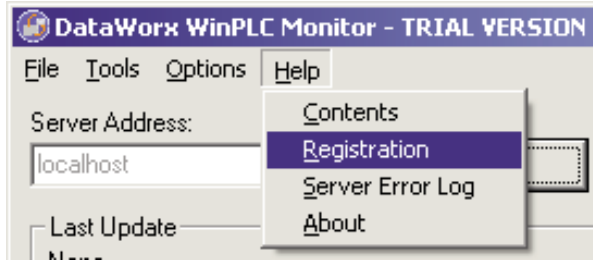 DataWorx WinPLC Monitor - TRIAL VERSION
File Tools Options Help
Contents
Server Address:
Registration
localhost
Server Error Log
Last Update
About